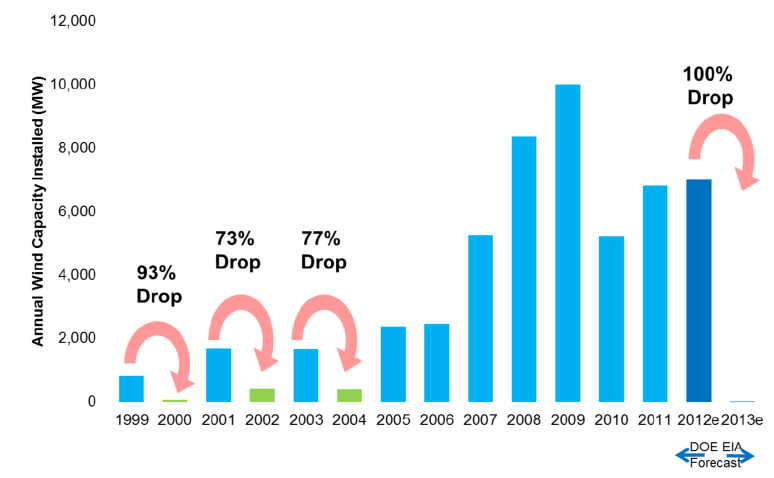 12,000
100%
Drop
10,000
8,000
6,000
4,000
2,000
0
Annual Wind Capacity Installed (MW)
93%
Drop
73%
Drop
77%
Drop
1999 2000 2001 2002 2003 2004 2005 2006 2007 2008 2009 2010 2011 2012e 2013e
DOE EIA
Forecast